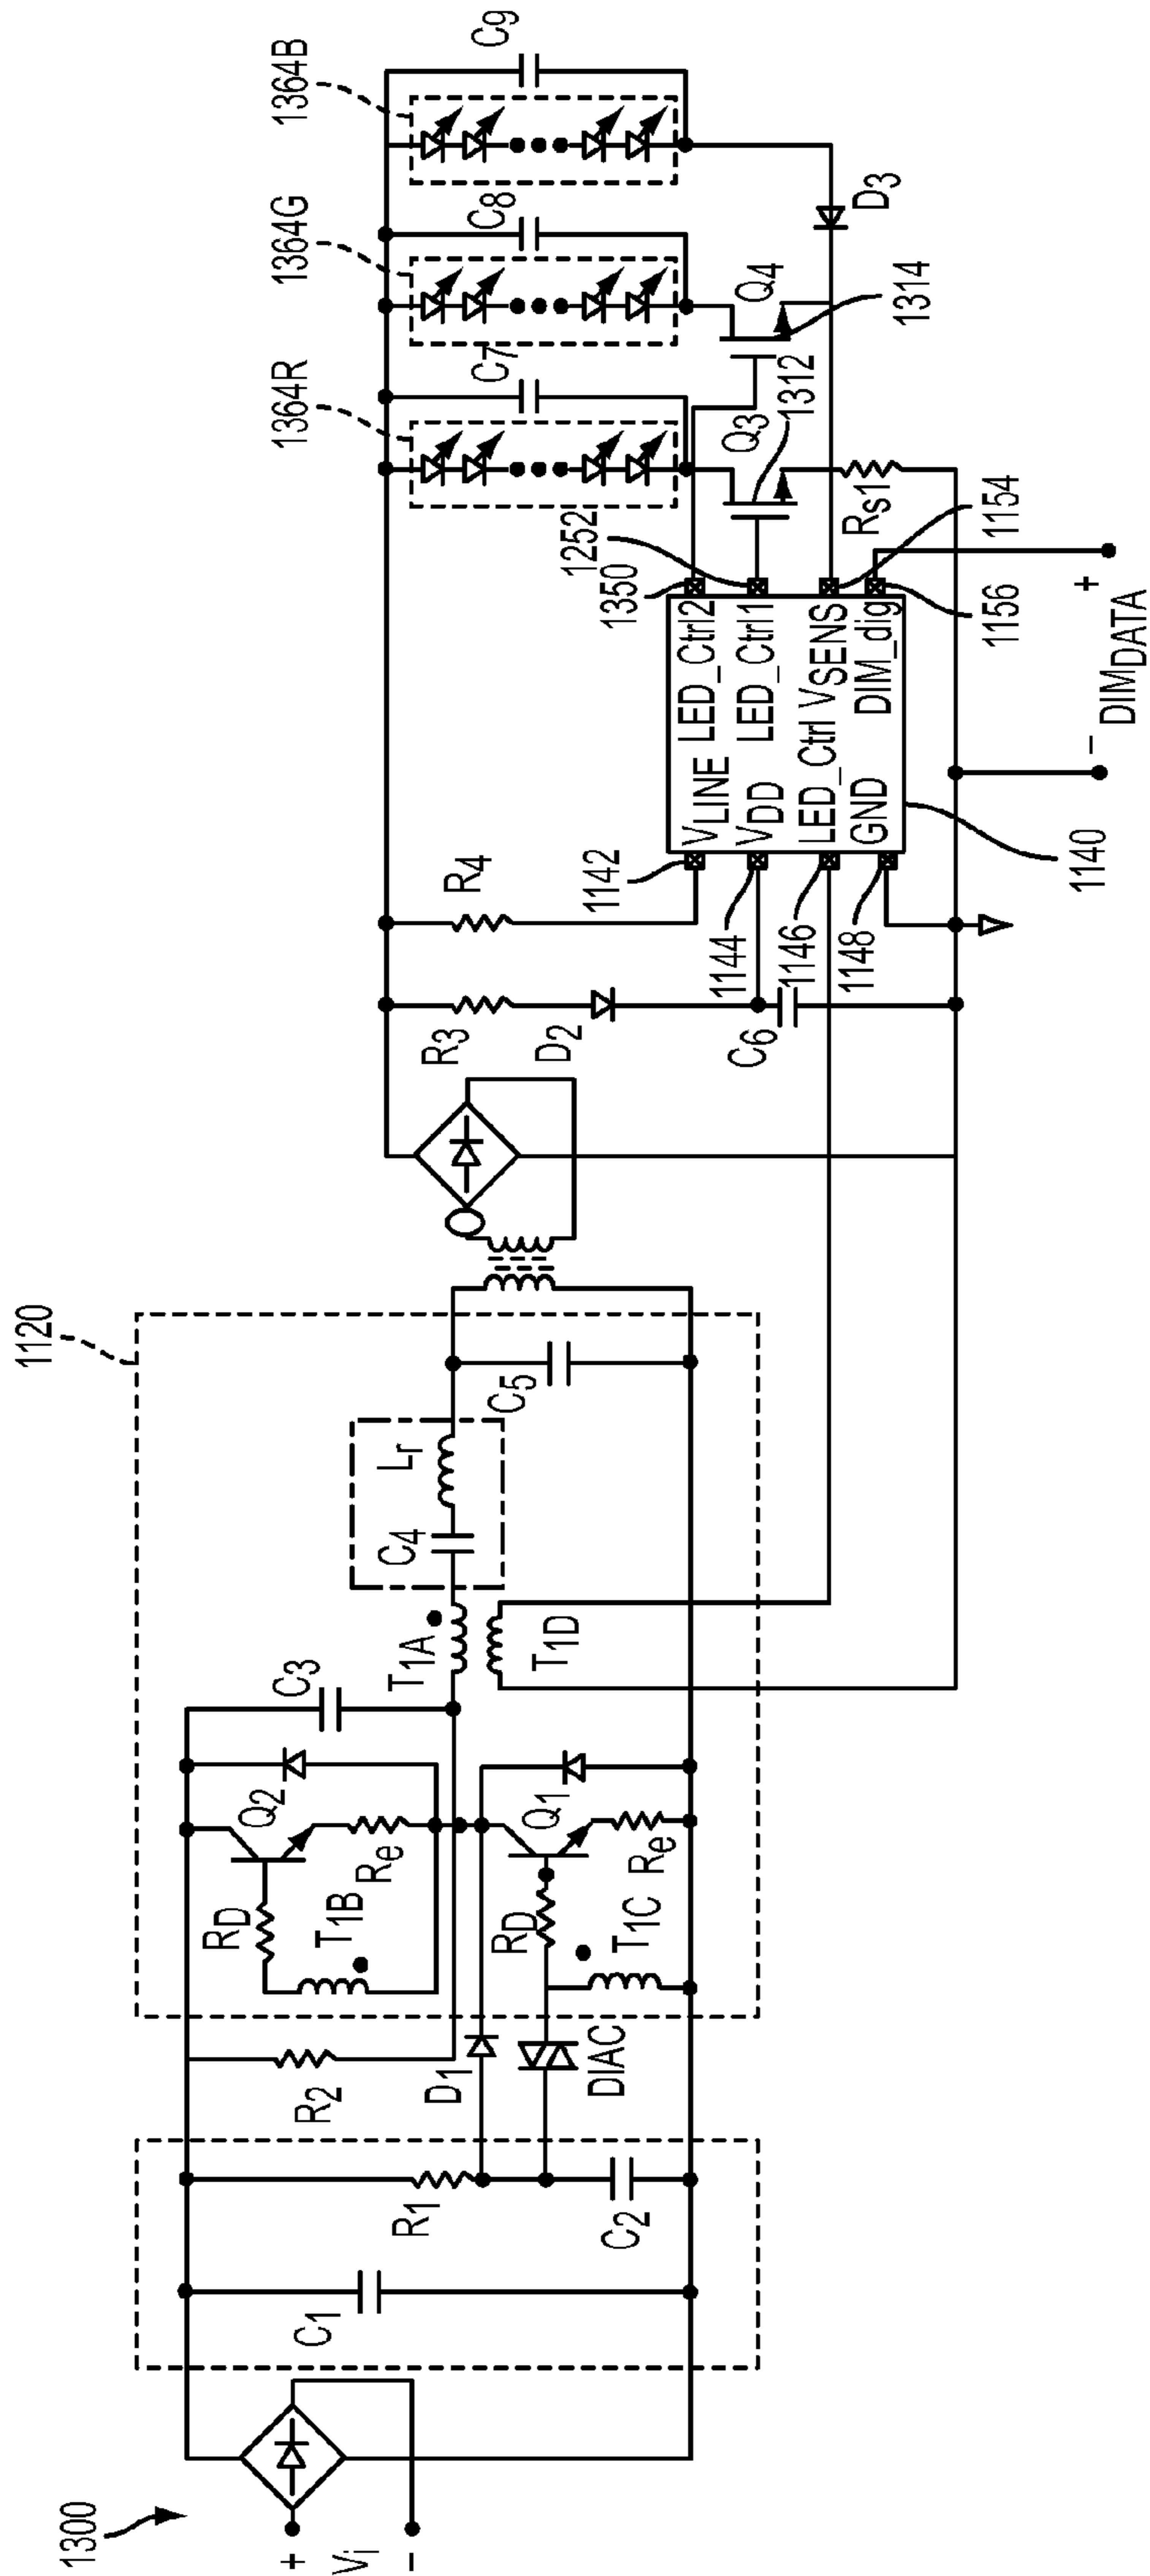 1300
+
Vi
-
C1
R1
C2
R2
D1
DIAC
1120
RD
T1B
Q2
Re
RD
T1C
Q1
Re
C3
T1A
T1D
C4
Lr
C5
R3
D2
C6
R4
1142
1144
1146
1148
1140
VLINE
VDD
LED_Ctrl
GND
LED_Ctrl2
LED_Ctrl1
VSENS
DIM_dig
1350
1252
1154
1156
- DIMDATA +
1364R
C7
Q3
1312
Rs1
1364G
C8
Q4
1314
1364B
C9
D3